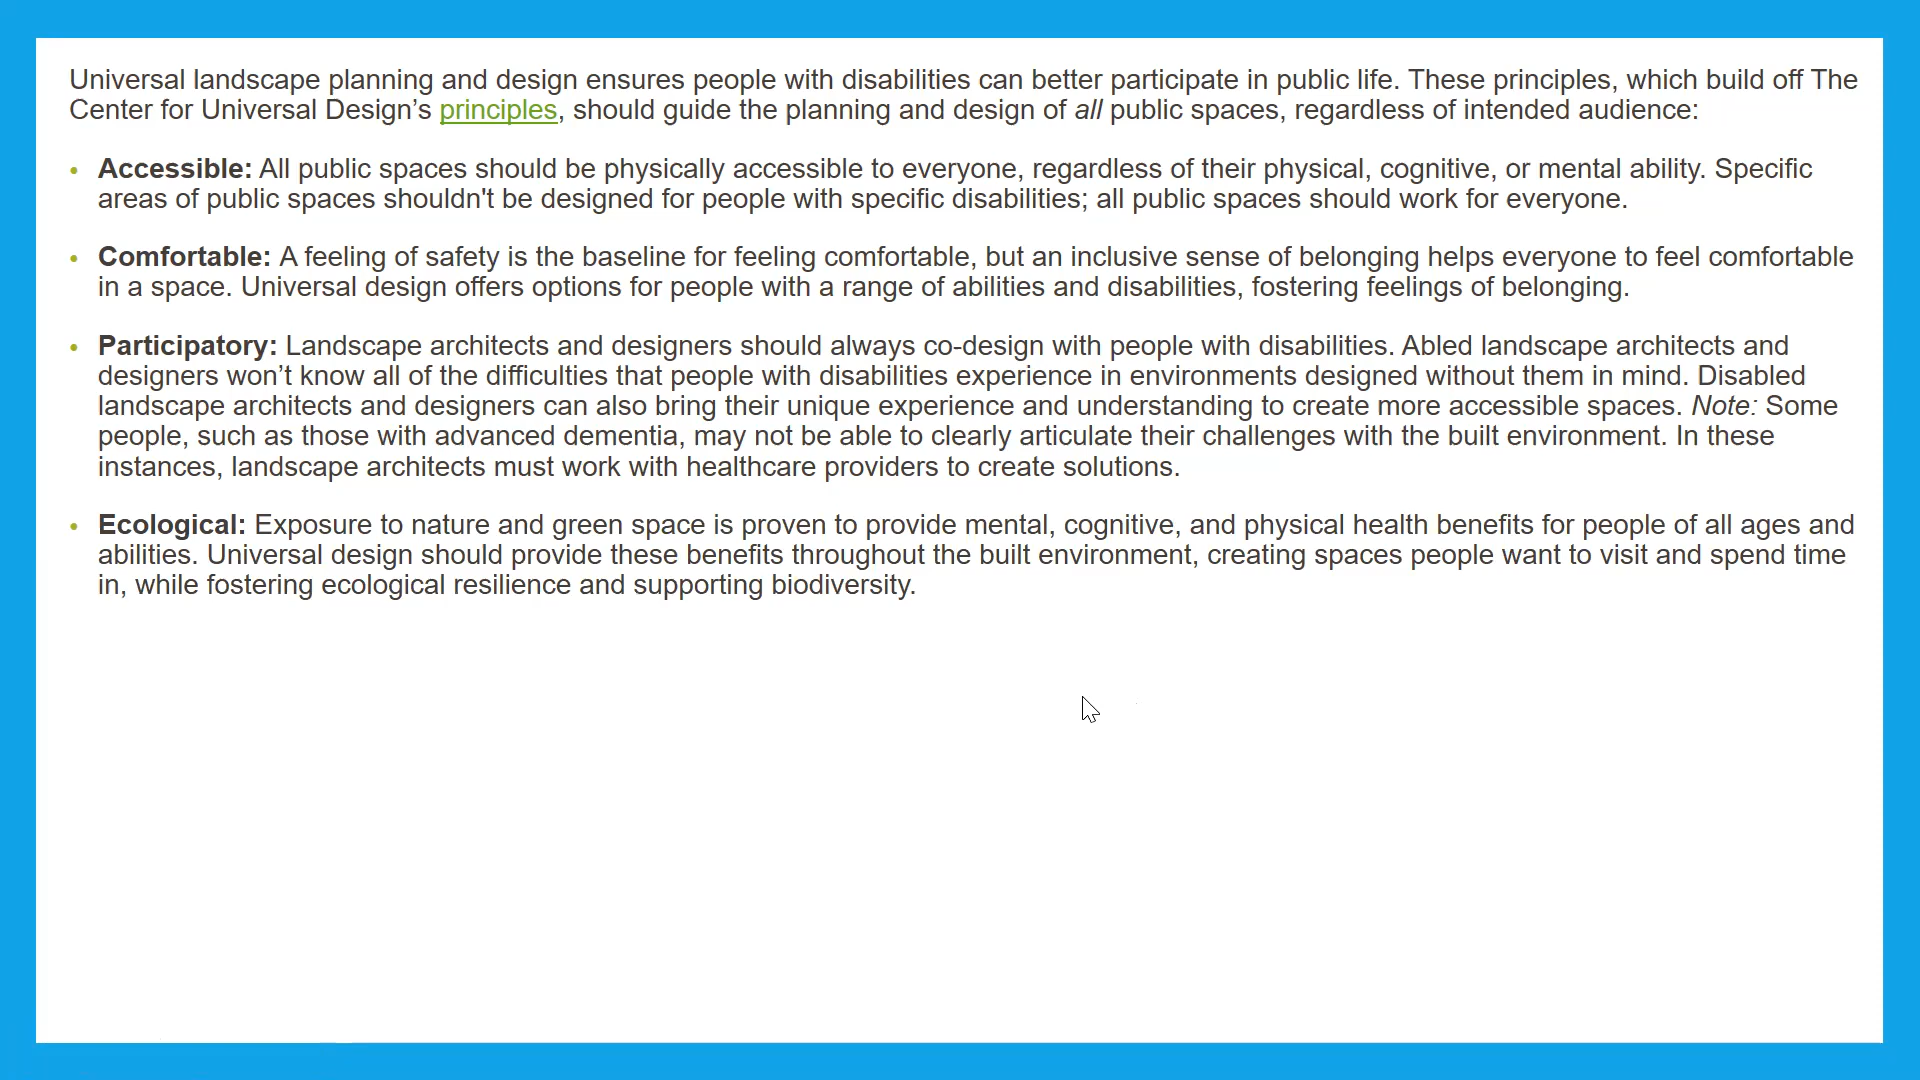 Universal landscape planning and design ensures people with disabilities can better participate in public life. These principles, which build off The
Center for Universal Design’s principles, should guide the planning and design of all public spaces, regardless of intended audience:
• Accessible: All public spaces should be physically accessible to everyone, regardless of their physical, cognitive, or mental ability. Specific
areas of public spaces shouldn't be designed for people with specific disabilities; all public spaces should work for everyone.
• Comfortable: A feeling of safety is the baseline for feeling comfortable, but an inclusive sense of belonging helps everyone to feel comfortable
in a space. Universal design offers options for people with a range of abilities and disabilities, fostering feelings of belonging.
• Participatory: Landscape architects and designers should always co-design with people with disabilities. Abled landscape architects and
designers won’t know all of the difficulties that people with disabilities experience in environments designed without them in mind. Disabled
landscape architects and designers can also bring their unique experience and understanding to create more accessible spaces. Note: Some
people, such as those with advanced dementia, may not be able to clearly articulate their challenges with the built environment. In these
instances, landscape architects must work with healthcare providers to create solutions.
• Ecological: Exposure to nature and green space is proven to provide mental, cognitive, and physical health benefits for people of all ages and
abilities. Universal design should provide these benefits throughout the built environment, creating spaces people want to visit and spend time
in, while fostering ecological resilience and supporting biodiversity.